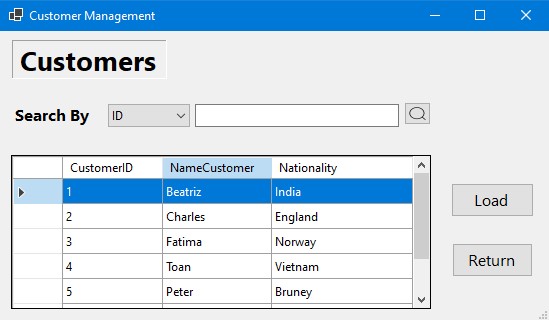 Customer Management
Customers
Search By ID
CustomerID NameCustomer Nationality
1 Beatriz India
2 Charles England
3 Fatima Norway
4 Toan Vietnam
5 Peter Bruney
Load
Return